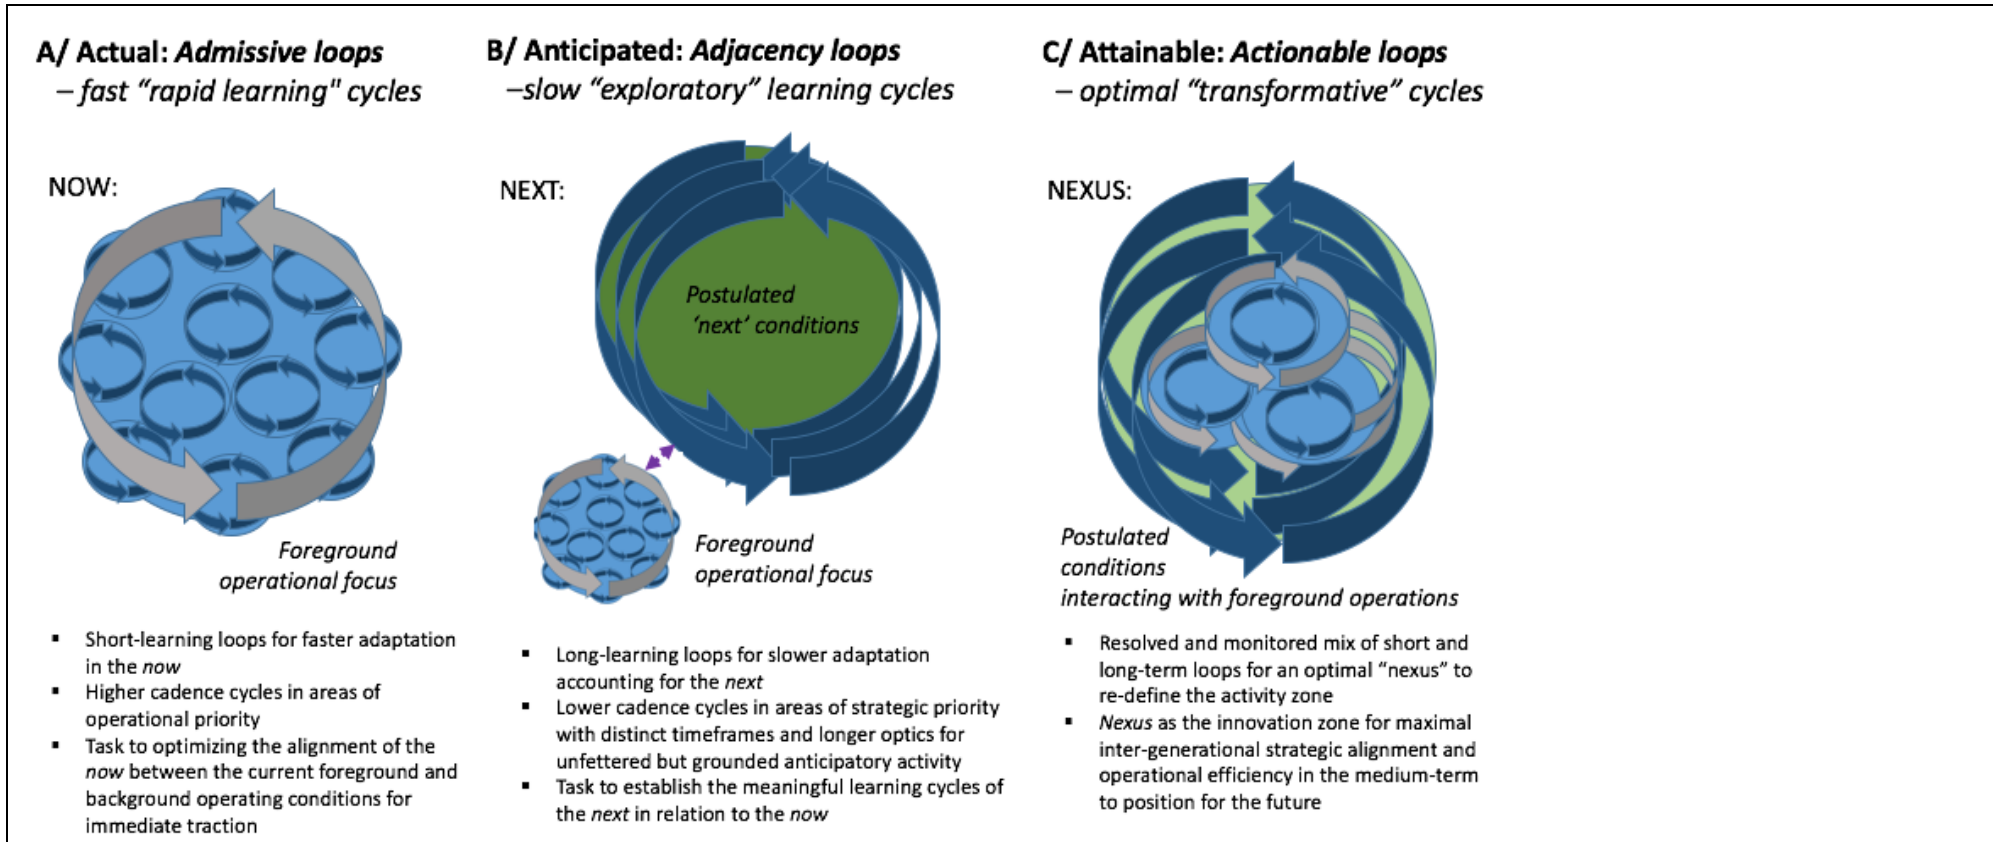 A/ Actual: Admissive loops
– fast “rapid learning" cycles
NOW:
Foreground
operational focus
▪ Short-learning loops for faster adaptation
in the now
▪ Higher cadence cycles in areas of
operational priority
▪ Task to optimizing the alignment of the
now between the current foreground and
background operating conditions for
immediate traction
B/ Anticipated: Adjacency loops
–slow “exploratory” learning cycles
NEXT:
Postulated
‘next’ conditions
Foreground
operational focus
▪ Long-learning loops for slower adaptation
accounting for the next
▪ Lower cadence cycles in areas of strategic priority
with distinct timeframes and longer optics for
unfettered but grounded anticipatory activity
▪ Task to establish the meaningful learning cycles of
the next in relation to the now
C/ Attainable: Actionable loops
– optimal “transformative” cycles
NEXUS:
Postulated
conditions
interacting with foreground operations
▪ Resolved and monitored mix of short and
long-term loops for an optimal “nexus” to
re-define the activity zone
▪ Nexus as the innovation zone for maximal
inter-generational strategic alignment and
operational efficiency in the medium-term
to position for the future